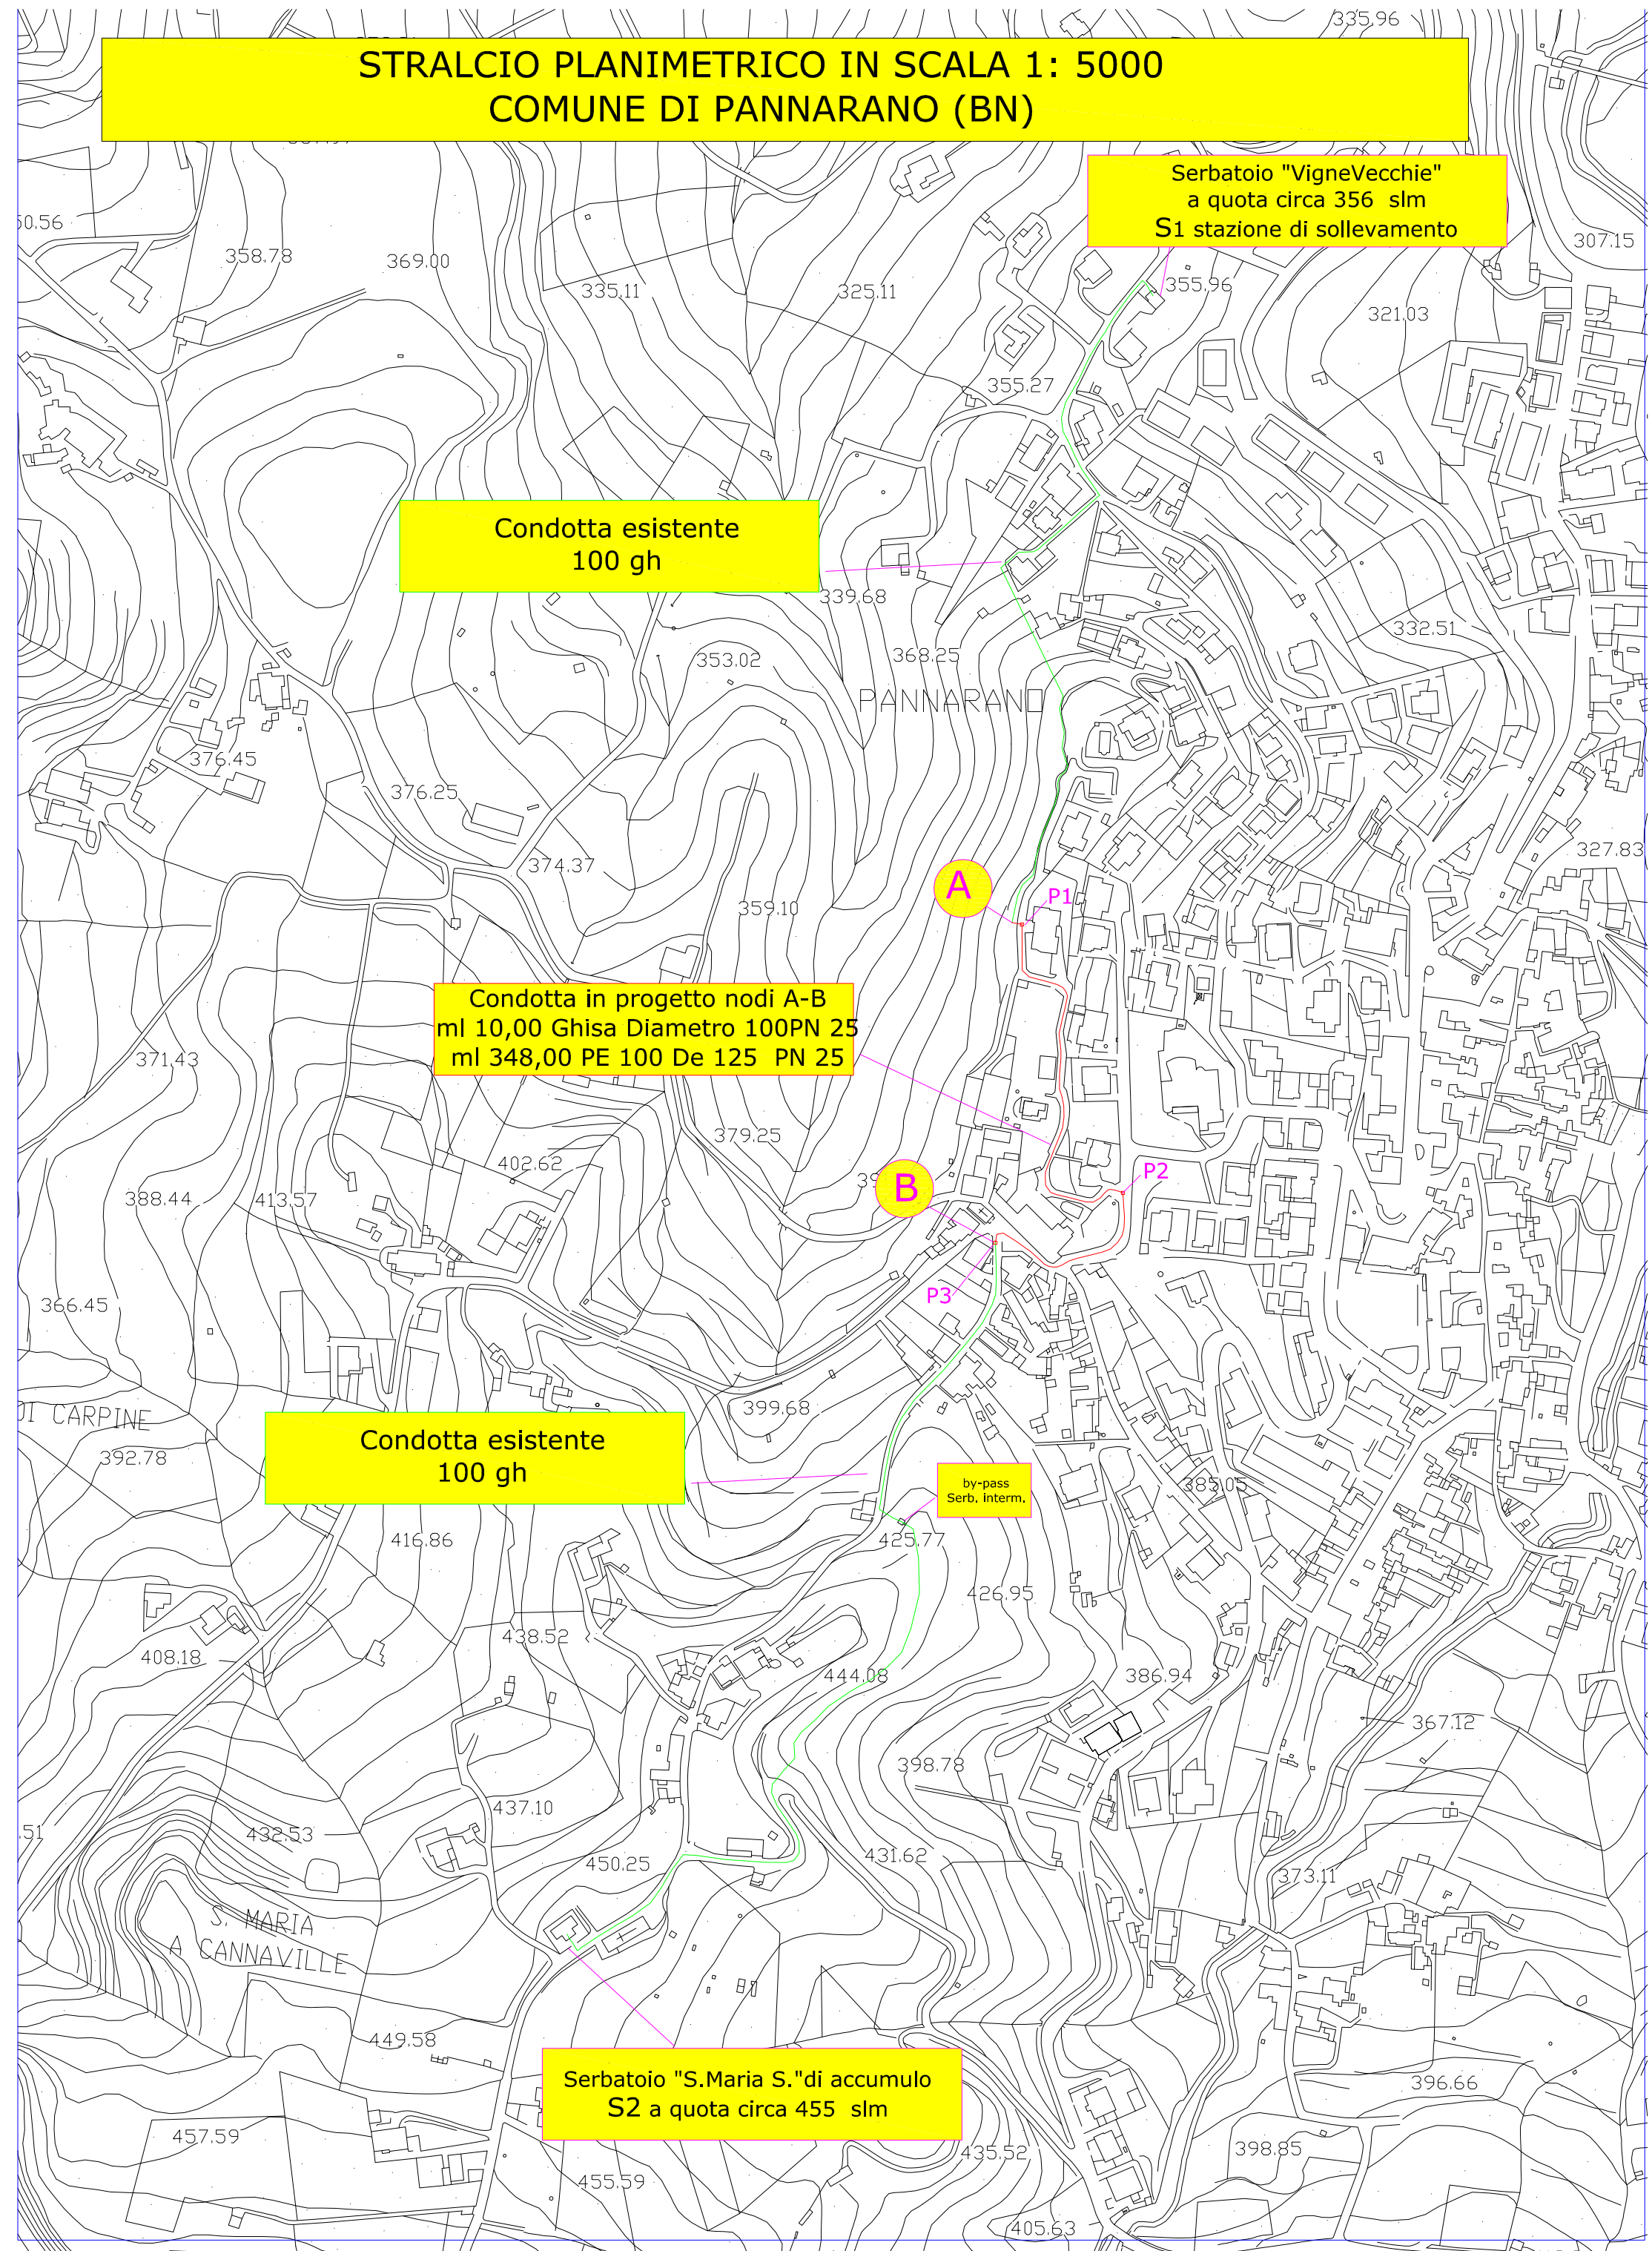 335.96
STRALCIO PLANIMETRICO IN SCALA 1: 5000
COMUNE DI PANNARANO (BN)
Serbatoio "VigneVecchie"
a quota circa 356 slm
S1 stazione di sollevamento
307.15
358.78
369.00
335.11
325.11
355.96
321.03
355.27
Condotta esistente
100 gh
339.68
332.51
353.02
368.25
PANNARANO
376.45
376.25
374.37
327.83
A
P1
359.10
Condotta in progetto nodi A-B
ml 10,00 Ghisa Diametro 100PN 25
ml 348,00 PE 100 De 125 PN 25
371.43
379.25
402.62
388.44
413.57
B
P2
P3
366.45
399.68
DI CARPINE
392.78
Condotta esistente
100 gh
by-pass
Serb. interm.
385.05
416.86
425.77
426.95
438.52
408.18
444.08
386.94
367.12
398.78
437.10
432.53
450.25
431.62
373.11
S. MARIA
A CANNAVILLE
449.58
Serbatoio "S.Maria S."di accumulo
S2 a quota circa 455 slm
396.66
457.59
435.52
398.85
455.59
405.63